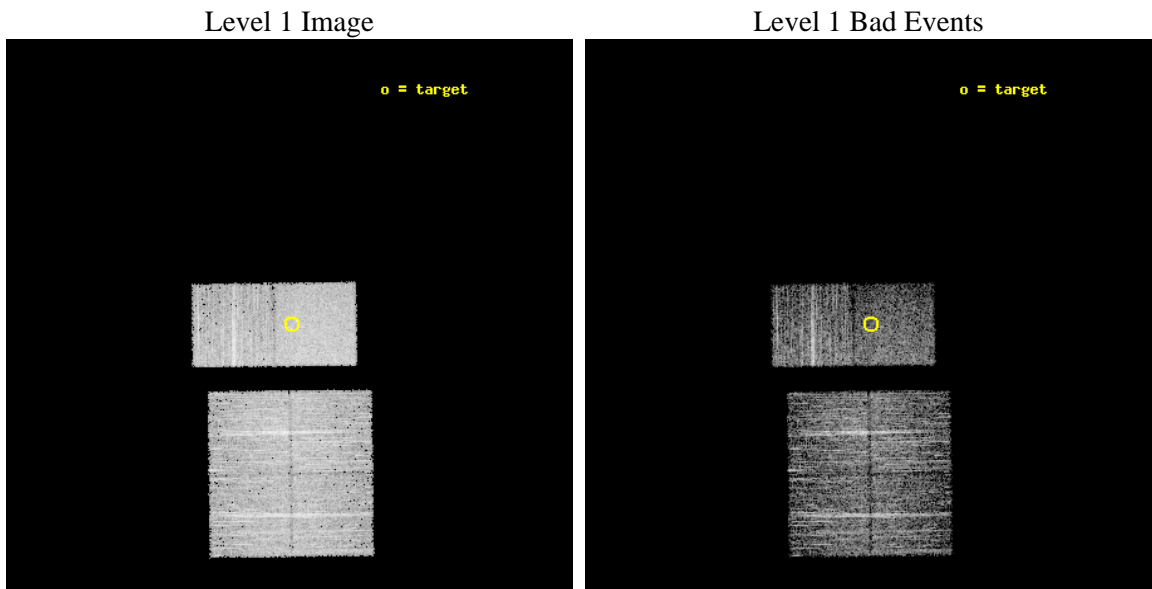 Level 1 Image
Level 1 Bad Events
o = target
o = target